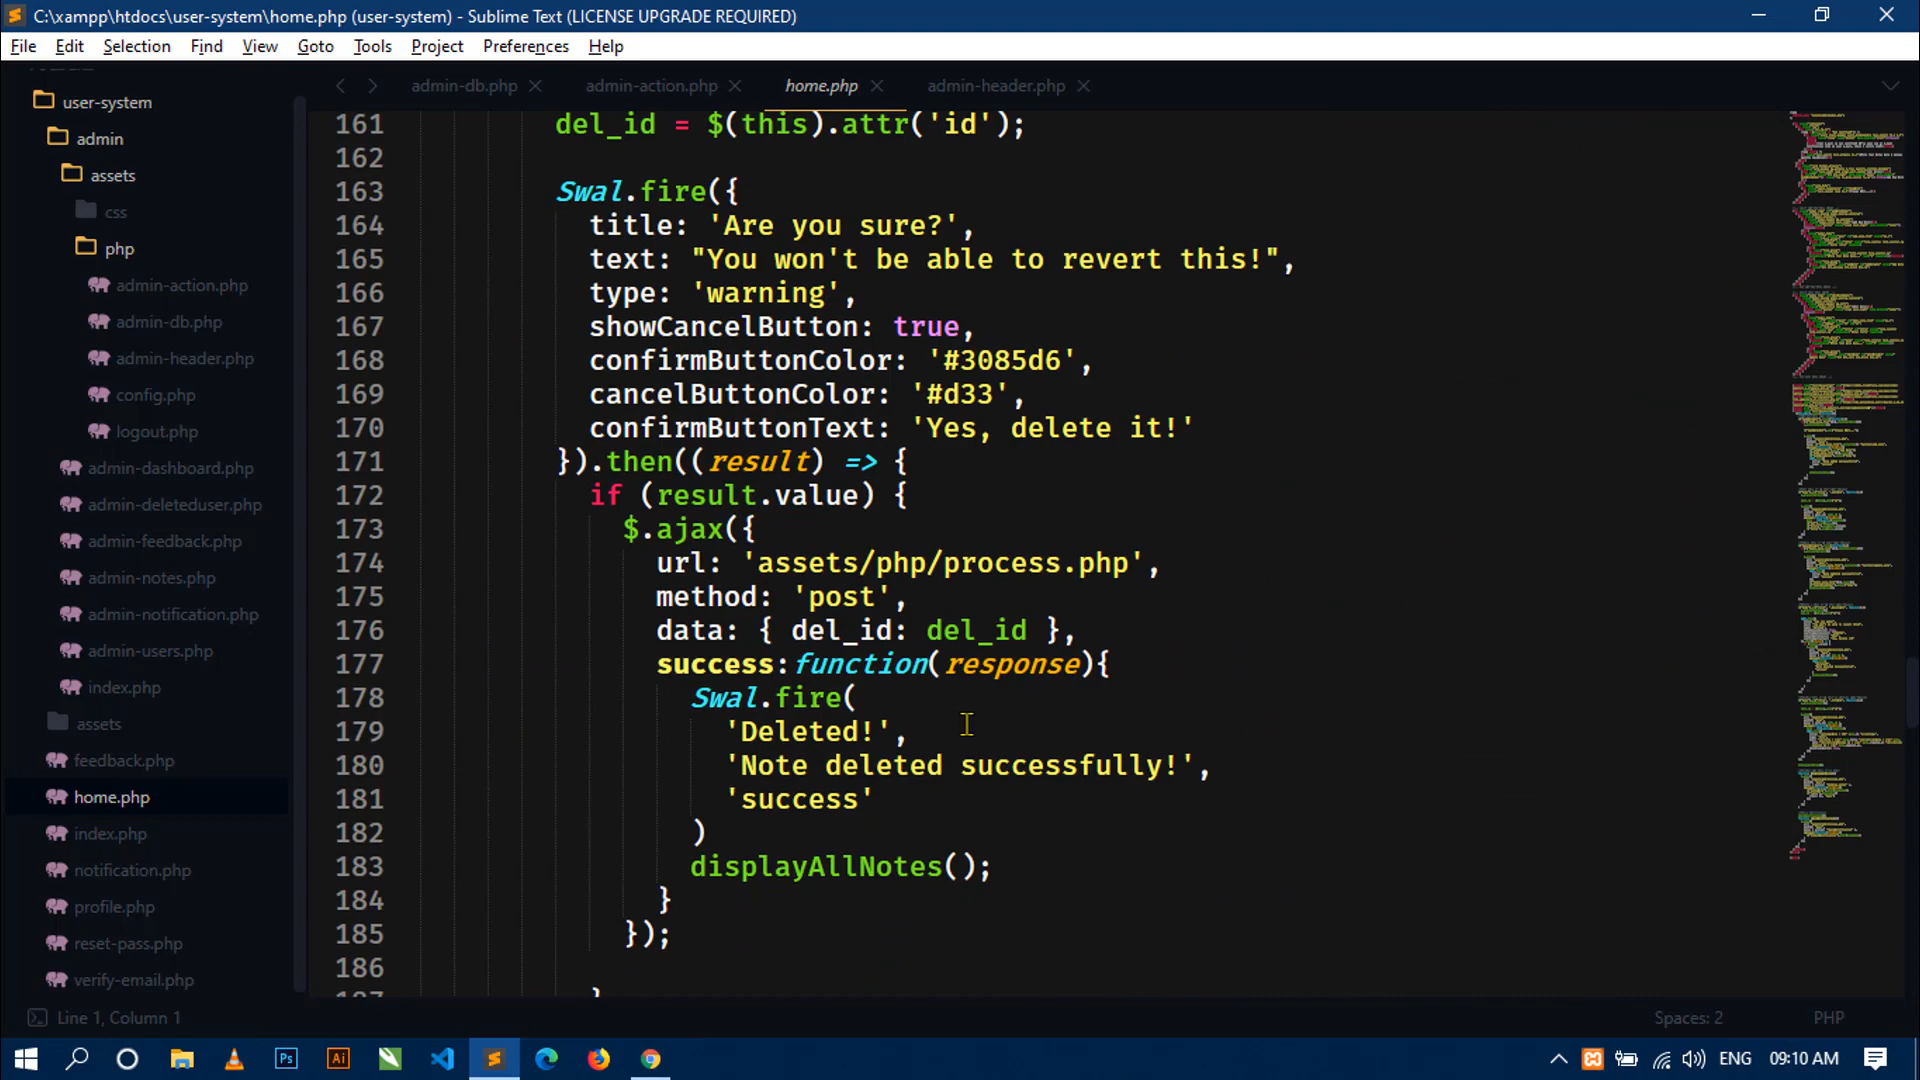 C:\xampp\htdocs\user-system\home.php (user-system) - Sublime Text (LICENSE UPGRADE REQUIRED)
File Edit Selection Find View Goto Tools Project Preferences Help
user-system
admin
assets
css
php
admin-action.php
admin-db.php
admin-header.php
config.php
logout.php
admin-dashboard.php
admin-deleteduser.php
admin-feedback.php
admin-notes.php
admin-notification.php
admin-users.php
index.php
assets
feedback.php
home.php
index.php
notification.php
profile.php
reset-pass.php
verify-email.php
admin-db.php admin-action.php home.php admin-header.php
161 del_id = $(this).attr('id');
162
163 Swal.fire({
164 title: 'Are you sure?',
165 text: "You won't be able to revert this!",
166 type: 'warning',
167 showCancelButton: true,
168 confirmButtonColor: '#3085d6',
169 cancelButtonColor: '#d33',
170 confirmButtonText: 'Yes, delete it!'
171 }).then((result) => {
172 if (result.value) {
173 $.ajax({
174 url: 'assets/php/process.php',
175 method: 'post',
176 data: { del_id: del_id },
177 success:function(response){
178 Swal.fire(
179 'Deleted!',
180 'Note deleted successfully!',
181 'success'
182 )
183 displayAllNotes();
184 }
185 });
186
Line 1, Column 1 Spaces: 2 PHP
ENG 09:10 AM